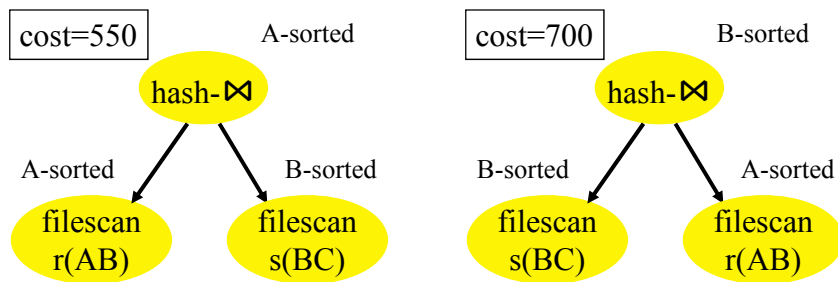 cost=550
A-sorted
hash-⋈
A-sorted
B-sorted
filescan
r(AB)
filescan
s(BC)
cost=700
B-sorted
hash-⋈
B-sorted
A-sorted
filescan
s(BC)
filescan
r(AB)